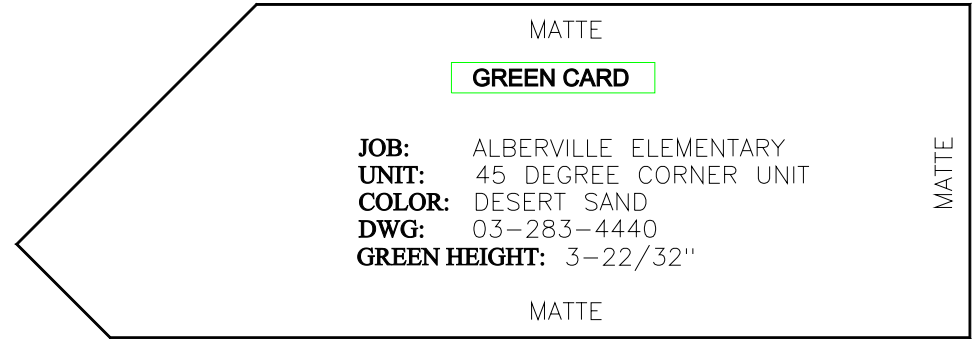 MATTE
GREEN CARD
JOB: ALBERVILLE ELEMENTARY
UNIT: 45 DEGREE CORNER UNIT
COLOR: DESERT SAND
DWG: 03-283-4440
GREEN HEIGHT: 3-22/32"
MATTE
MATTE